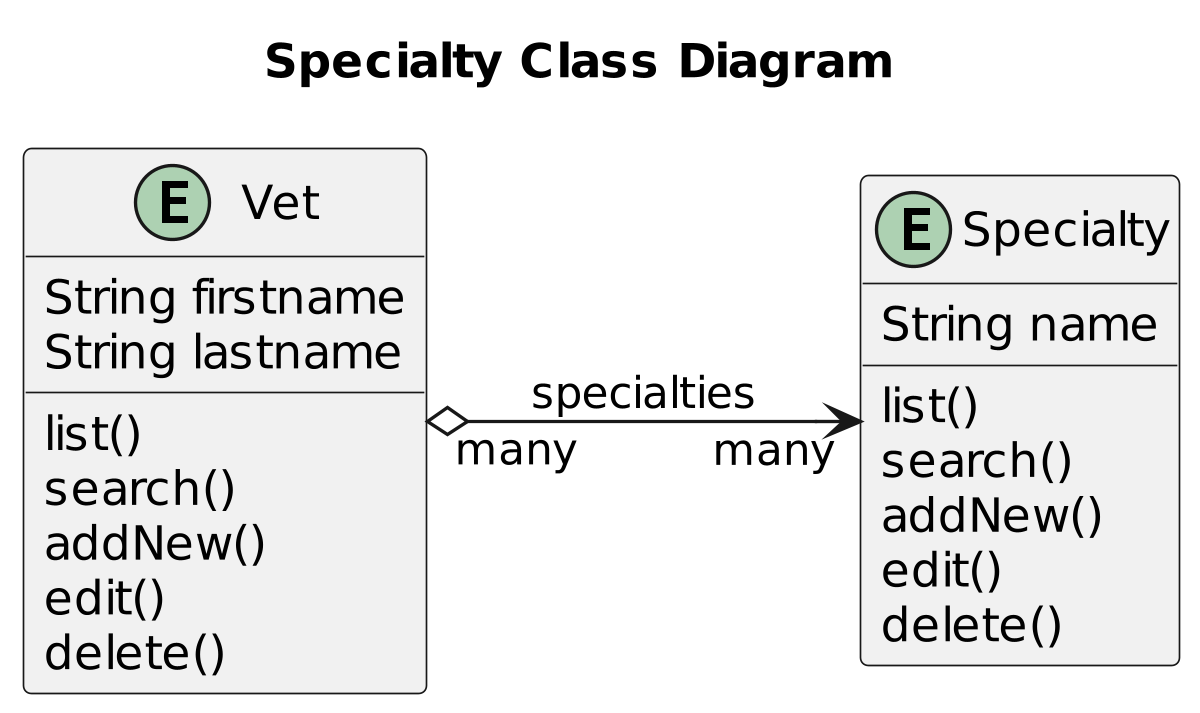 Specialty Class Diagram
E Vet
String firstname
String lastname
list()
search()
addNew()
edit()
delete()
specialties
many many
E Specialty
String name
list()
search()
addNew()
edit()
delete()